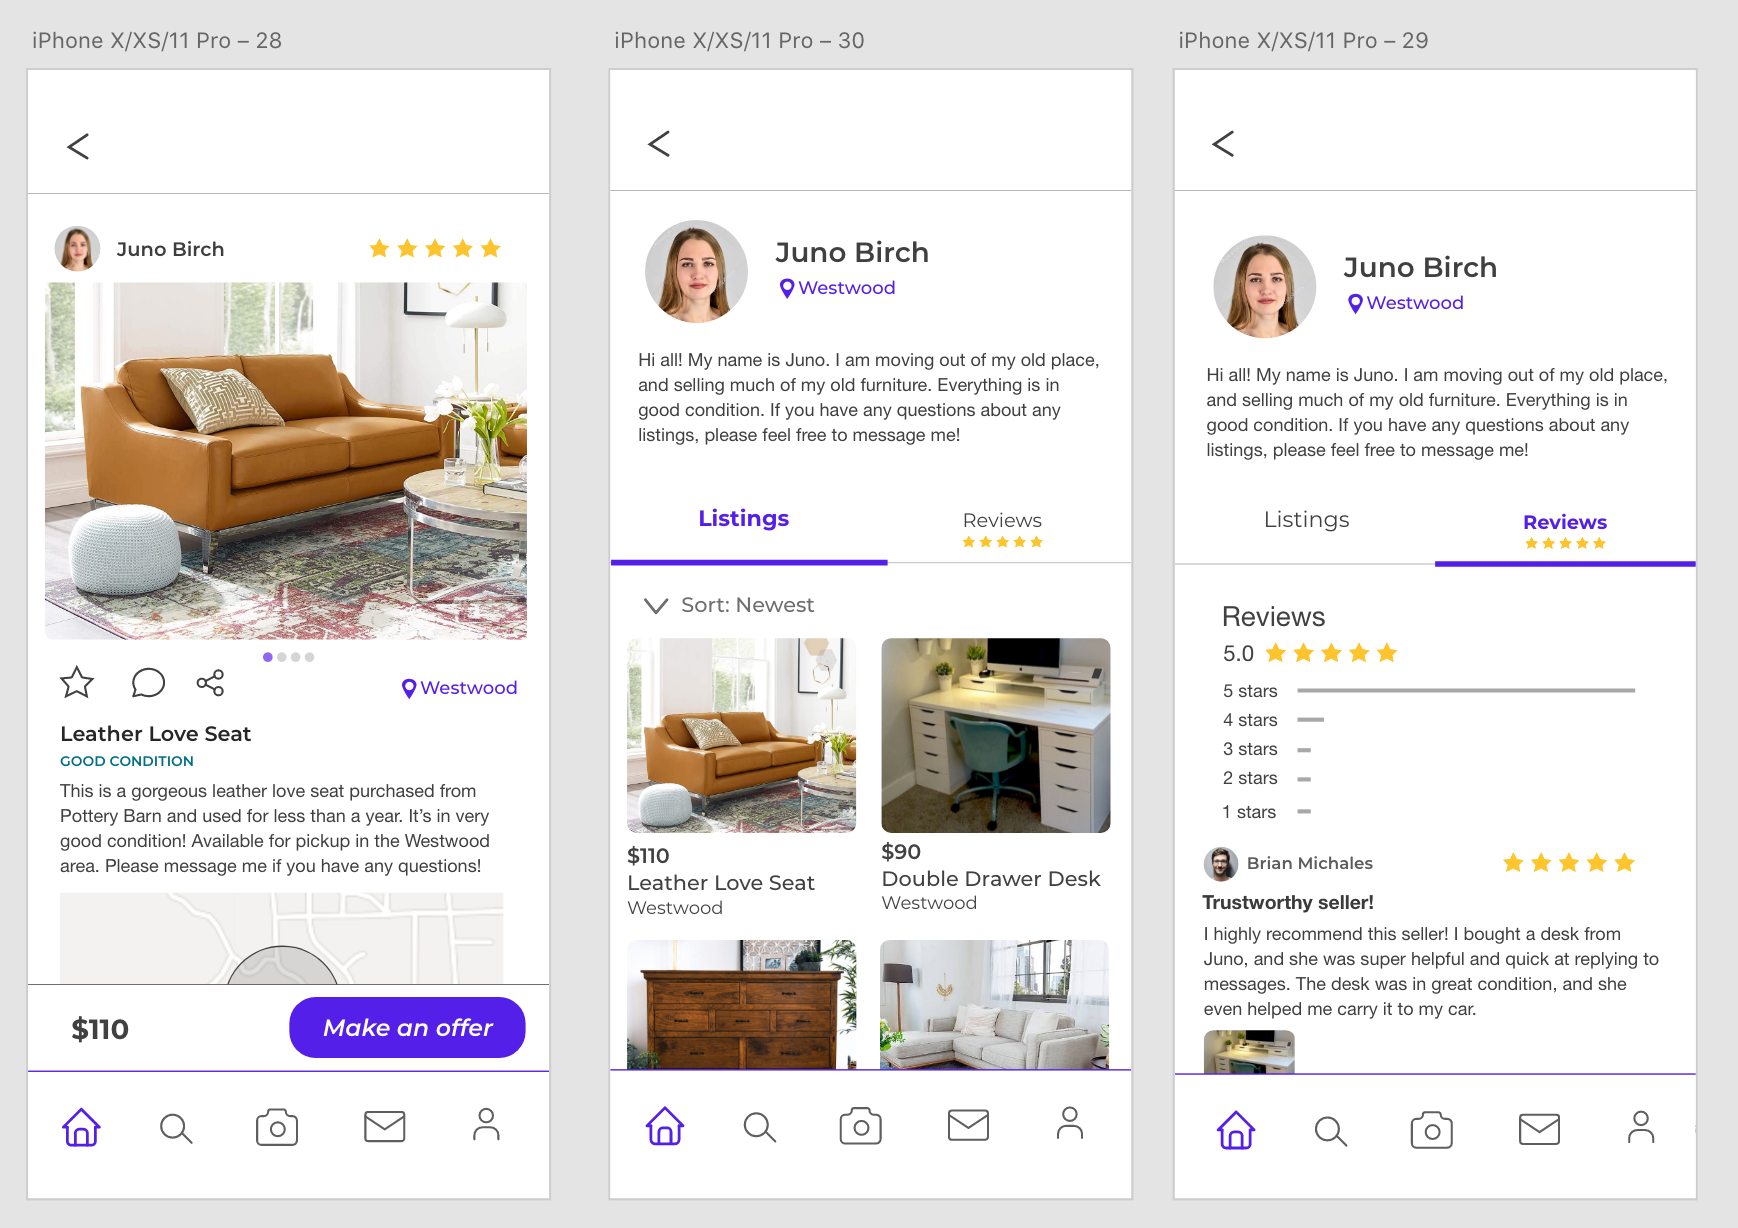 iPhone X/XS/11 Pro – 28
Juno Birch
Westwood
Leather Love Seat
GOOD CONDITION
This is a gorgeous leather love seat purchased from
Pottery Barn and used for less than a year. It's in very
good condition! Available for pickup in the Westwood
area. Please message me if you have any questions!
$110
Make an offer
iPhone X/XS/11 Pro – 30
Juno Birch
Westwood
Hi all! My name is Juno. I am moving out of my old place,
and selling much of my old furniture. Everything is in
good condition. If you have any questions about any
listings, please feel free to message me!
Listings
Reviews
Sort: Newest
$110
Leather Love Seat
Westwood
$90
Double Drawer Desk
Westwood
iPhone X/XS/11 Pro – 29
Juno Birch
Westwood
Hi all! My name is Juno. I am moving out of my old place,
and selling much of my old furniture. Everything is in
good condition. If you have any questions about any
listings, please feel free to message me!
Listings
Reviews
Reviews
5.0
5 stars
4 stars
3 stars
2 stars
1 stars
Brian Michales
Trustworthy seller!
I highly recommend this seller! I bought a desk from
Juno, and she was super helpful and quick at replying to
messages. The desk was in great condition, and she
even helped me carry it to my car.